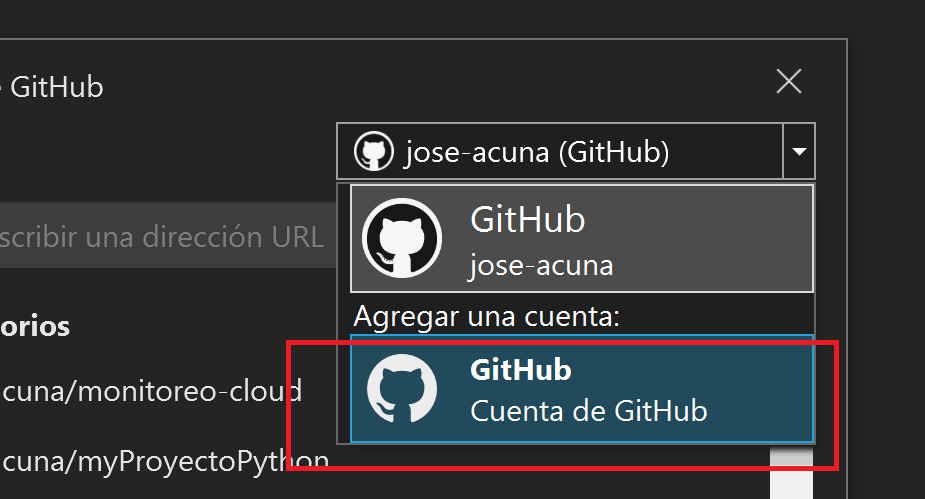 GitHub
jose-acuna (GitHub)
GitHub
jose-acuna
scribir una dirección URL
Agregar una cuenta:
orios
GitHub
Cuenta de GitHub
cuna/monitoreo-cloud
cuna/myProyectoPython